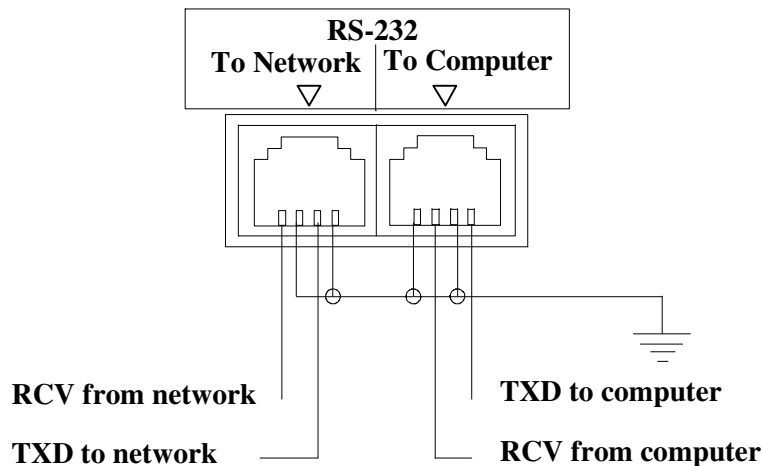 RS-232
To Network To Computer
RCV from network
TXD to computer
TXD to network
RCV from computer